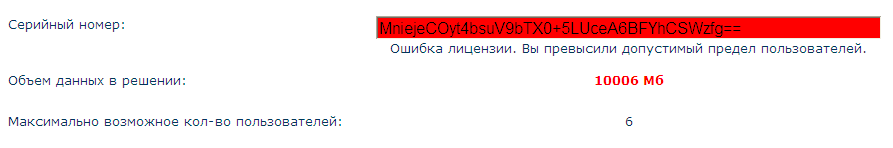 Серийный номер: MniejeCOyt4bsuV9bTX0+5LUceA6BFYhCSWzfg==
Ошибка лицензии. Вы превысили допустимый предел пользователей.
Объем данных в решении: 10006 Мб
Максимально возможное кол-во пользователей: 6